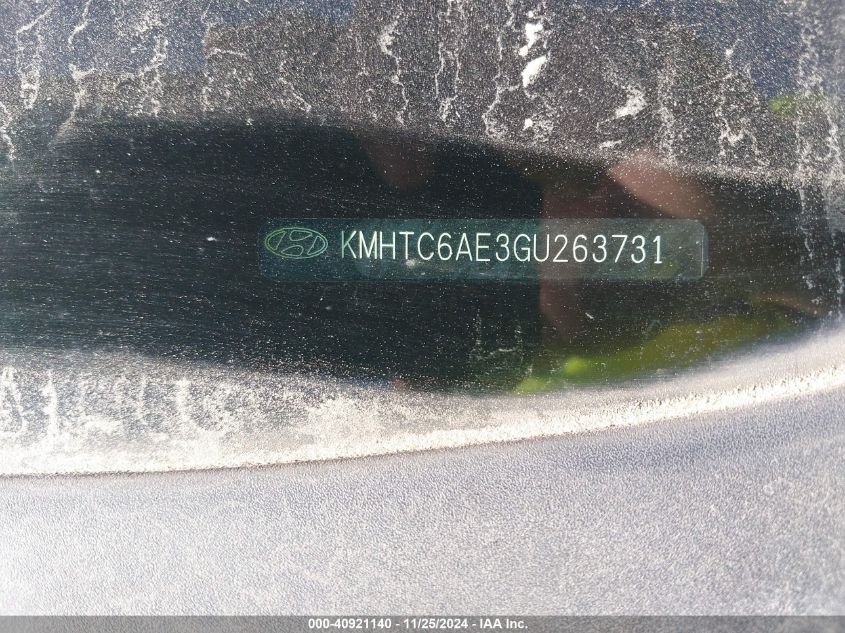 KMHTC6AE3GU263731
000-40921140 - 11/25/2024 - IAA Inc.